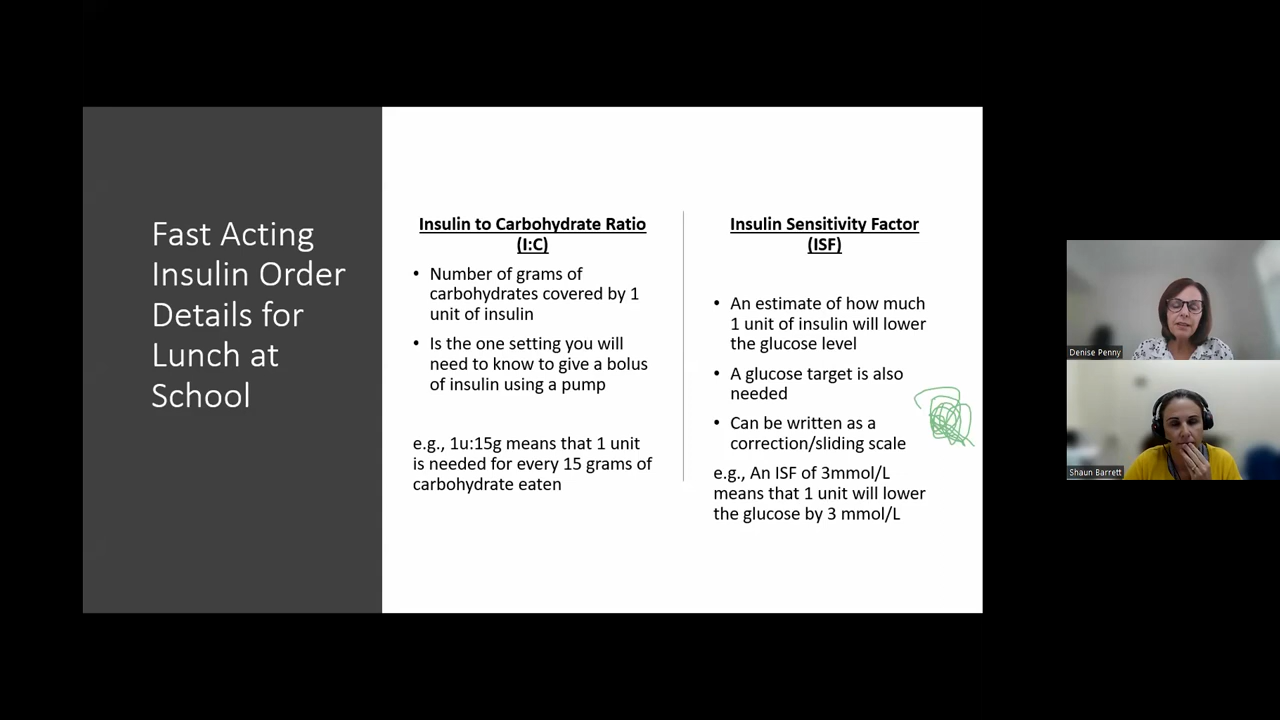 Fast Acting
Insulin Order
Details for
Lunch at
School
Insulin to Carbohydrate Ratio
(I:C)
• Number of grams of
carbohydrates covered by 1
unit of insulin
• Is the one setting you will
need to know to give a bolus
of insulin using a pump
e.g., 1u:15g means that 1 unit
is needed for every 15 grams of
carbohydrate eaten
Insulin Sensitivity Factor
(ISF)
• An estimate of how much
1 unit of insulin will lower
the glucose level
• A glucose target is also
needed
• Can be written as a
correction/sliding scale
e.g., An ISF of 3mmol/L
means that 1 unit will lower
the glucose by 3 mmol/L
Denise Penny
Shaun Barrett